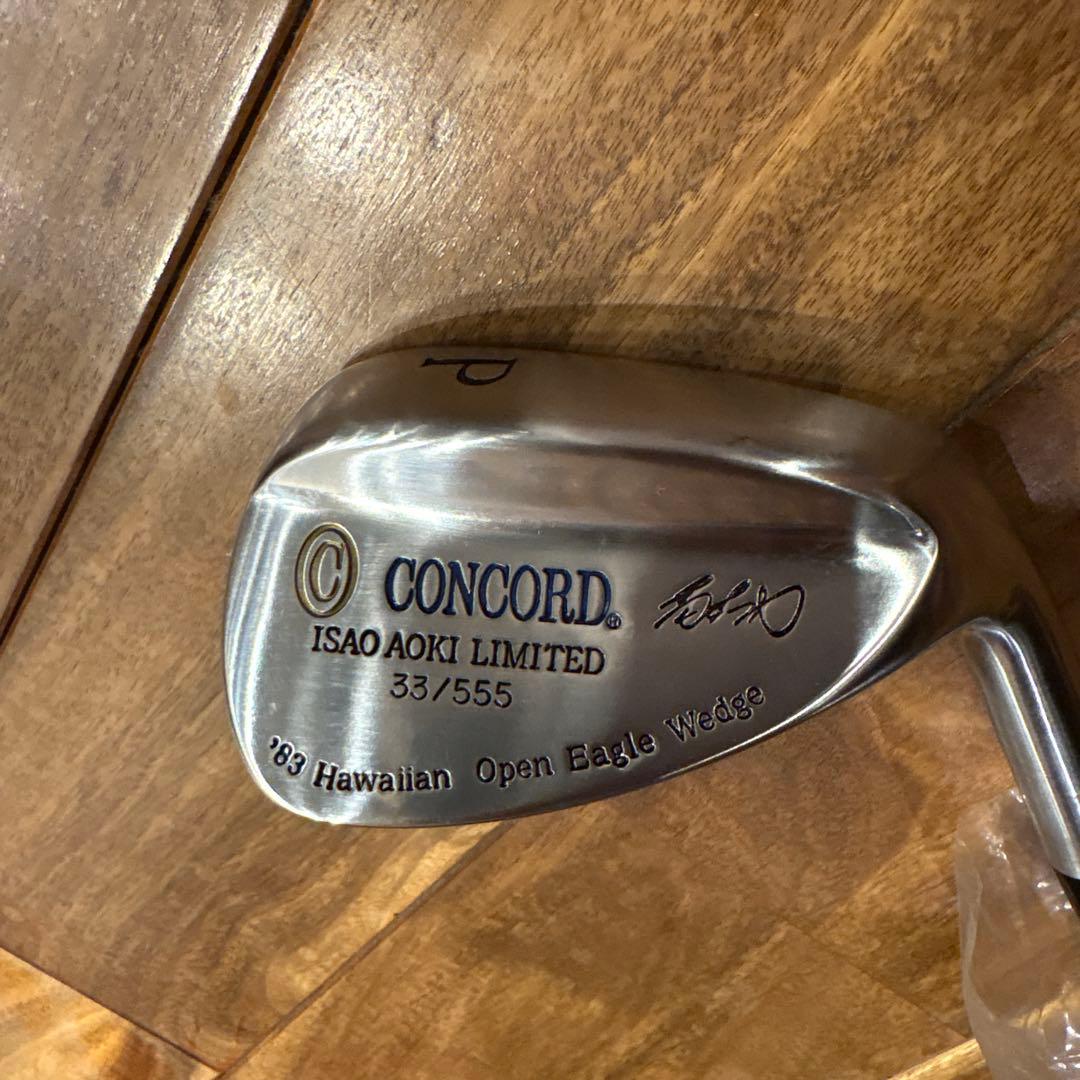 P
© CONCORD®
ISAO AOKI LIMITED
33/555
'83 Hawaiian Open Eagle Wedge